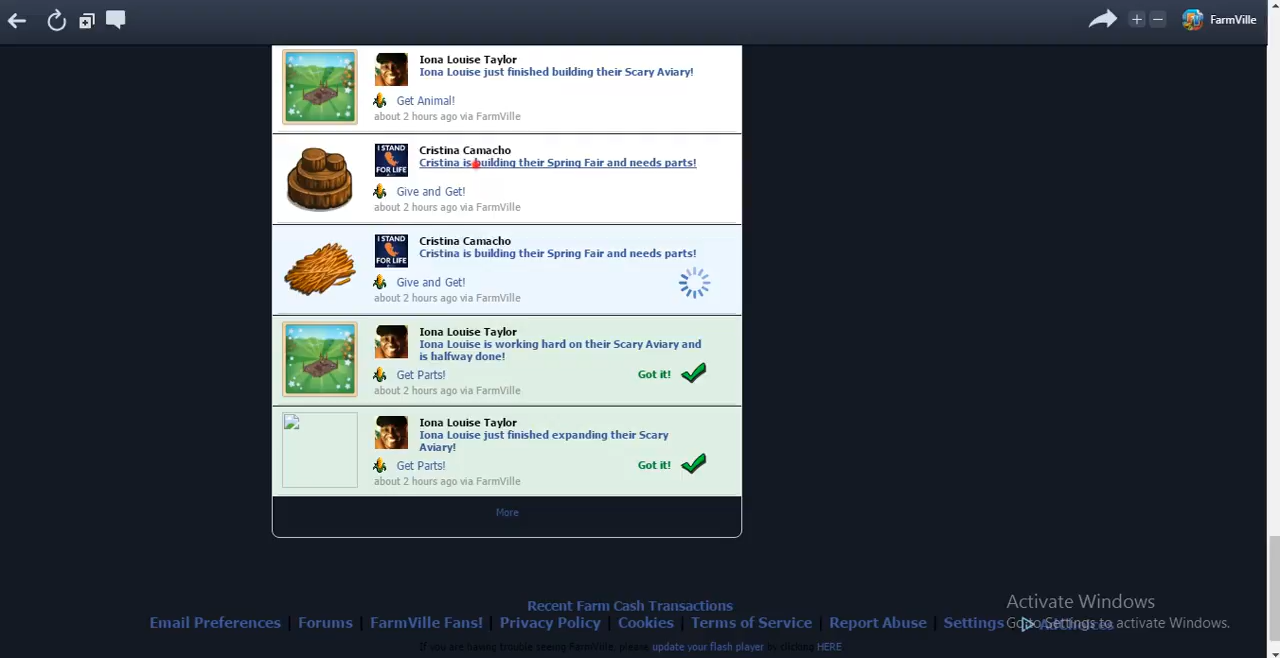 FarmVille
Iona Louise Taylor
Iona Louise just finished building their Scary Aviary!
Get Animal!
about 2 hours ago via FarmVille
I STAND
FOR LIFE
Cristina Camacho
Cristina is building their Spring Fair and needs parts!
Give and Get!
about 2 hours ago via FarmVille
I STAND
FOR LIFE
Cristina Camacho
Cristina is building their Spring Fair and needs parts!
Give and Get!
about 2 hours ago via FarmVille
Iona Louise Taylor
Iona Louise is working hard on their Scary Aviary and
is halfway done!
Get Parts!
Got it!
about 2 hours ago via FarmVille
Iona Louise Taylor
Iona Louise just finished expanding their Scary
Aviary!
Get Parts!
Got it!
about 2 hours ago via FarmVille
More
Recent Farm Cash Transactions
Email Preferences | Forums | FarmVille Fans! | Privacy Policy | Cookies | Terms of Service | Report Abuse | Settings
Activate Windows
Go to Settings to activate Windows.
If you are having trouble seeing FarmVille, please update your flash player by clicking HERE